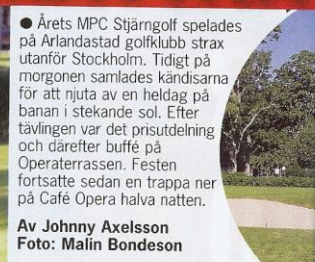 ● Årets MPC Stjärngolf spelades
på Arlandastad golfklubb strax
utanför Stockholm. Tidigt på
morgonen samlades kändisarna
för att njuta av en heldag på
banan i stekande sol. Efter
tävlingen var det prisutdelning
och därefter buffé på
Operaterrassen. Festen
fortsatte sedan en trappa ner
på Café Opera halva natten.
Av Johnny Axelsson
Foto: Malin Bondeson